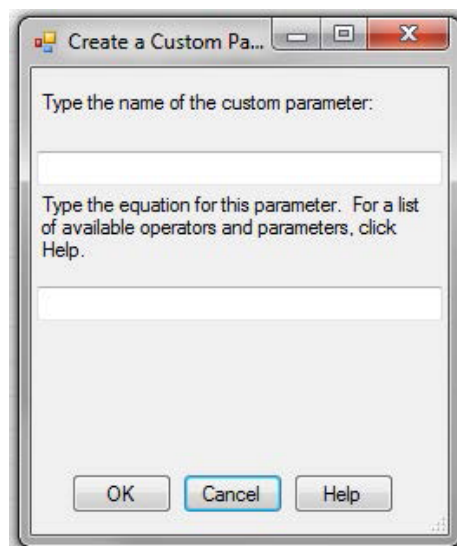 Create a Custom Pa...
Type the name of the custom parameter:
Type the equation for this parameter. For a list
of available operators and parameters, click
Help.
OK Cancel Help